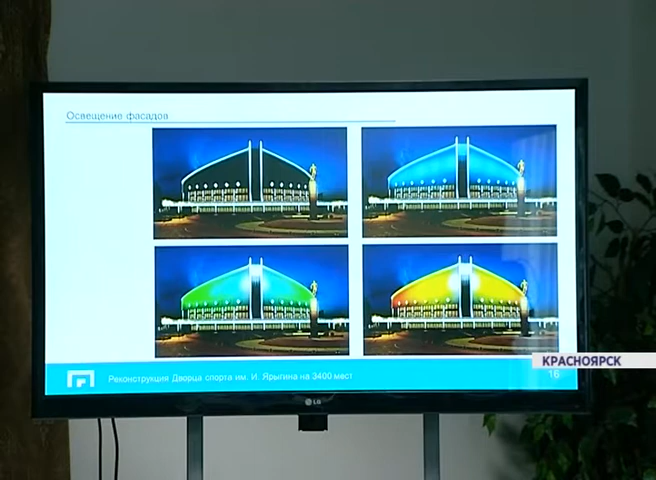 Освещение фасадов
КРАСНОЯРСК
Реконструкция Дворца спорта им. И. Ярыгина на 3400 мест
16
LG